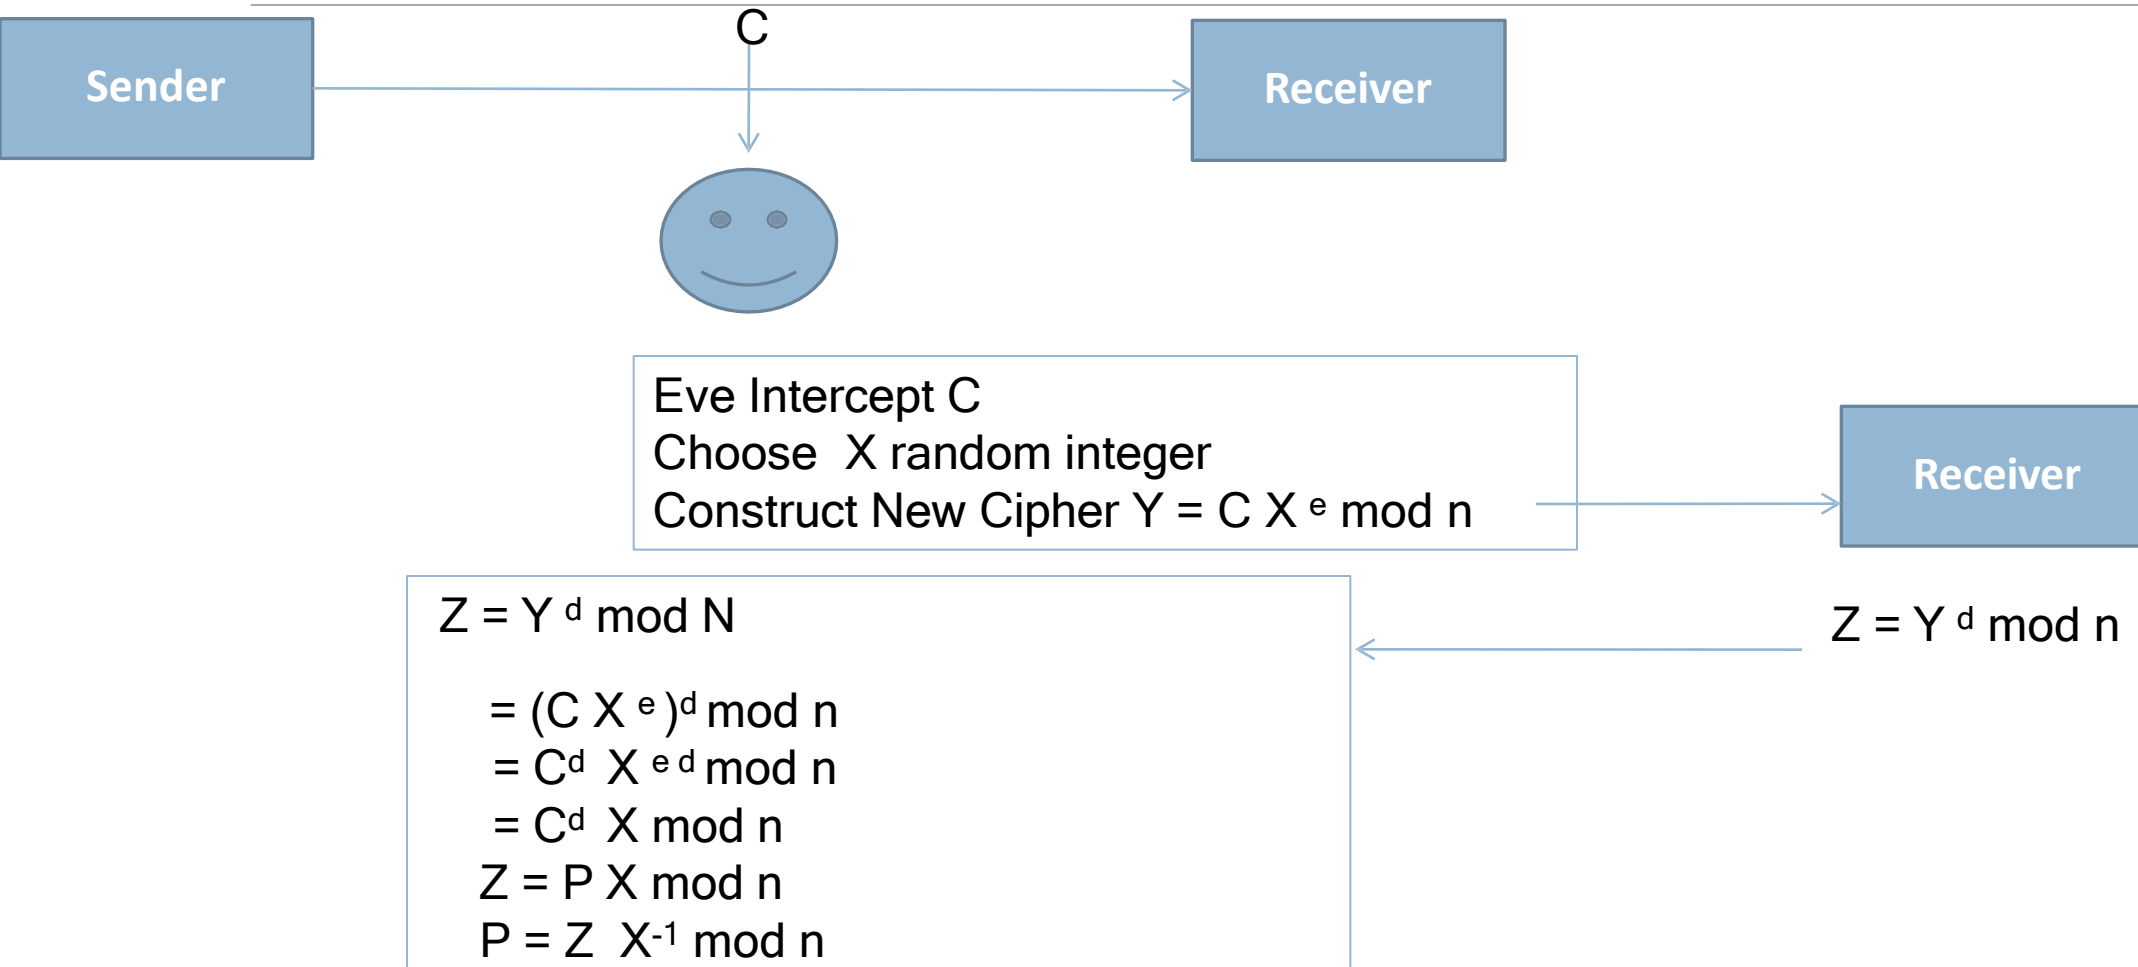 C
Sender
Receiver
Eve Intercept C
Choose X random integer
Construct New Cipher Y = C X ᵉ mod n
Receiver
Z = Y ᵈ mod N
Z = Y ᵈ mod n
= (C X ᵉ )ᵈ mod n
= Cᵈ X ᵉ ᵈ mod n
= Cᵈ X mod n
Z = P X mod n
P = Z X⁻¹ mod n